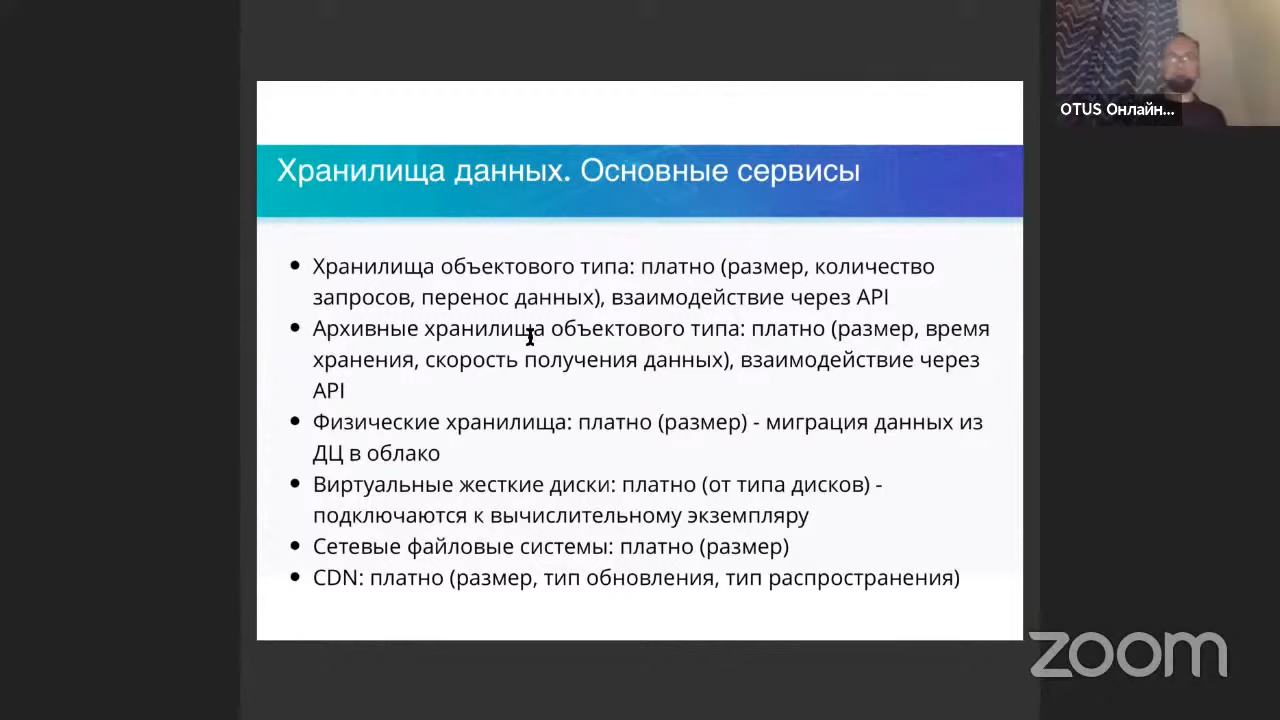 OTUS Онлайн...
Хранилища данных. Основные сервисы
Хранилища объектового типа: платно (размер, количество
запросов, перенос данных), взаимодействие через API
Архивные хранилища объектового типа: платно (размер, время
хранения, скорость получения данных), взаимодействие через
API
Физические хранилища: платно (размер) - миграция данных из
ДЦ в облако
Виртуальные жесткие диски: платно (от типа дисков) -
подключаются к вычислительному экземпляру
Сетевые файловые системы: платно (размер)
CDN: платно (размер, тип обновления, тип распространения)
zoom